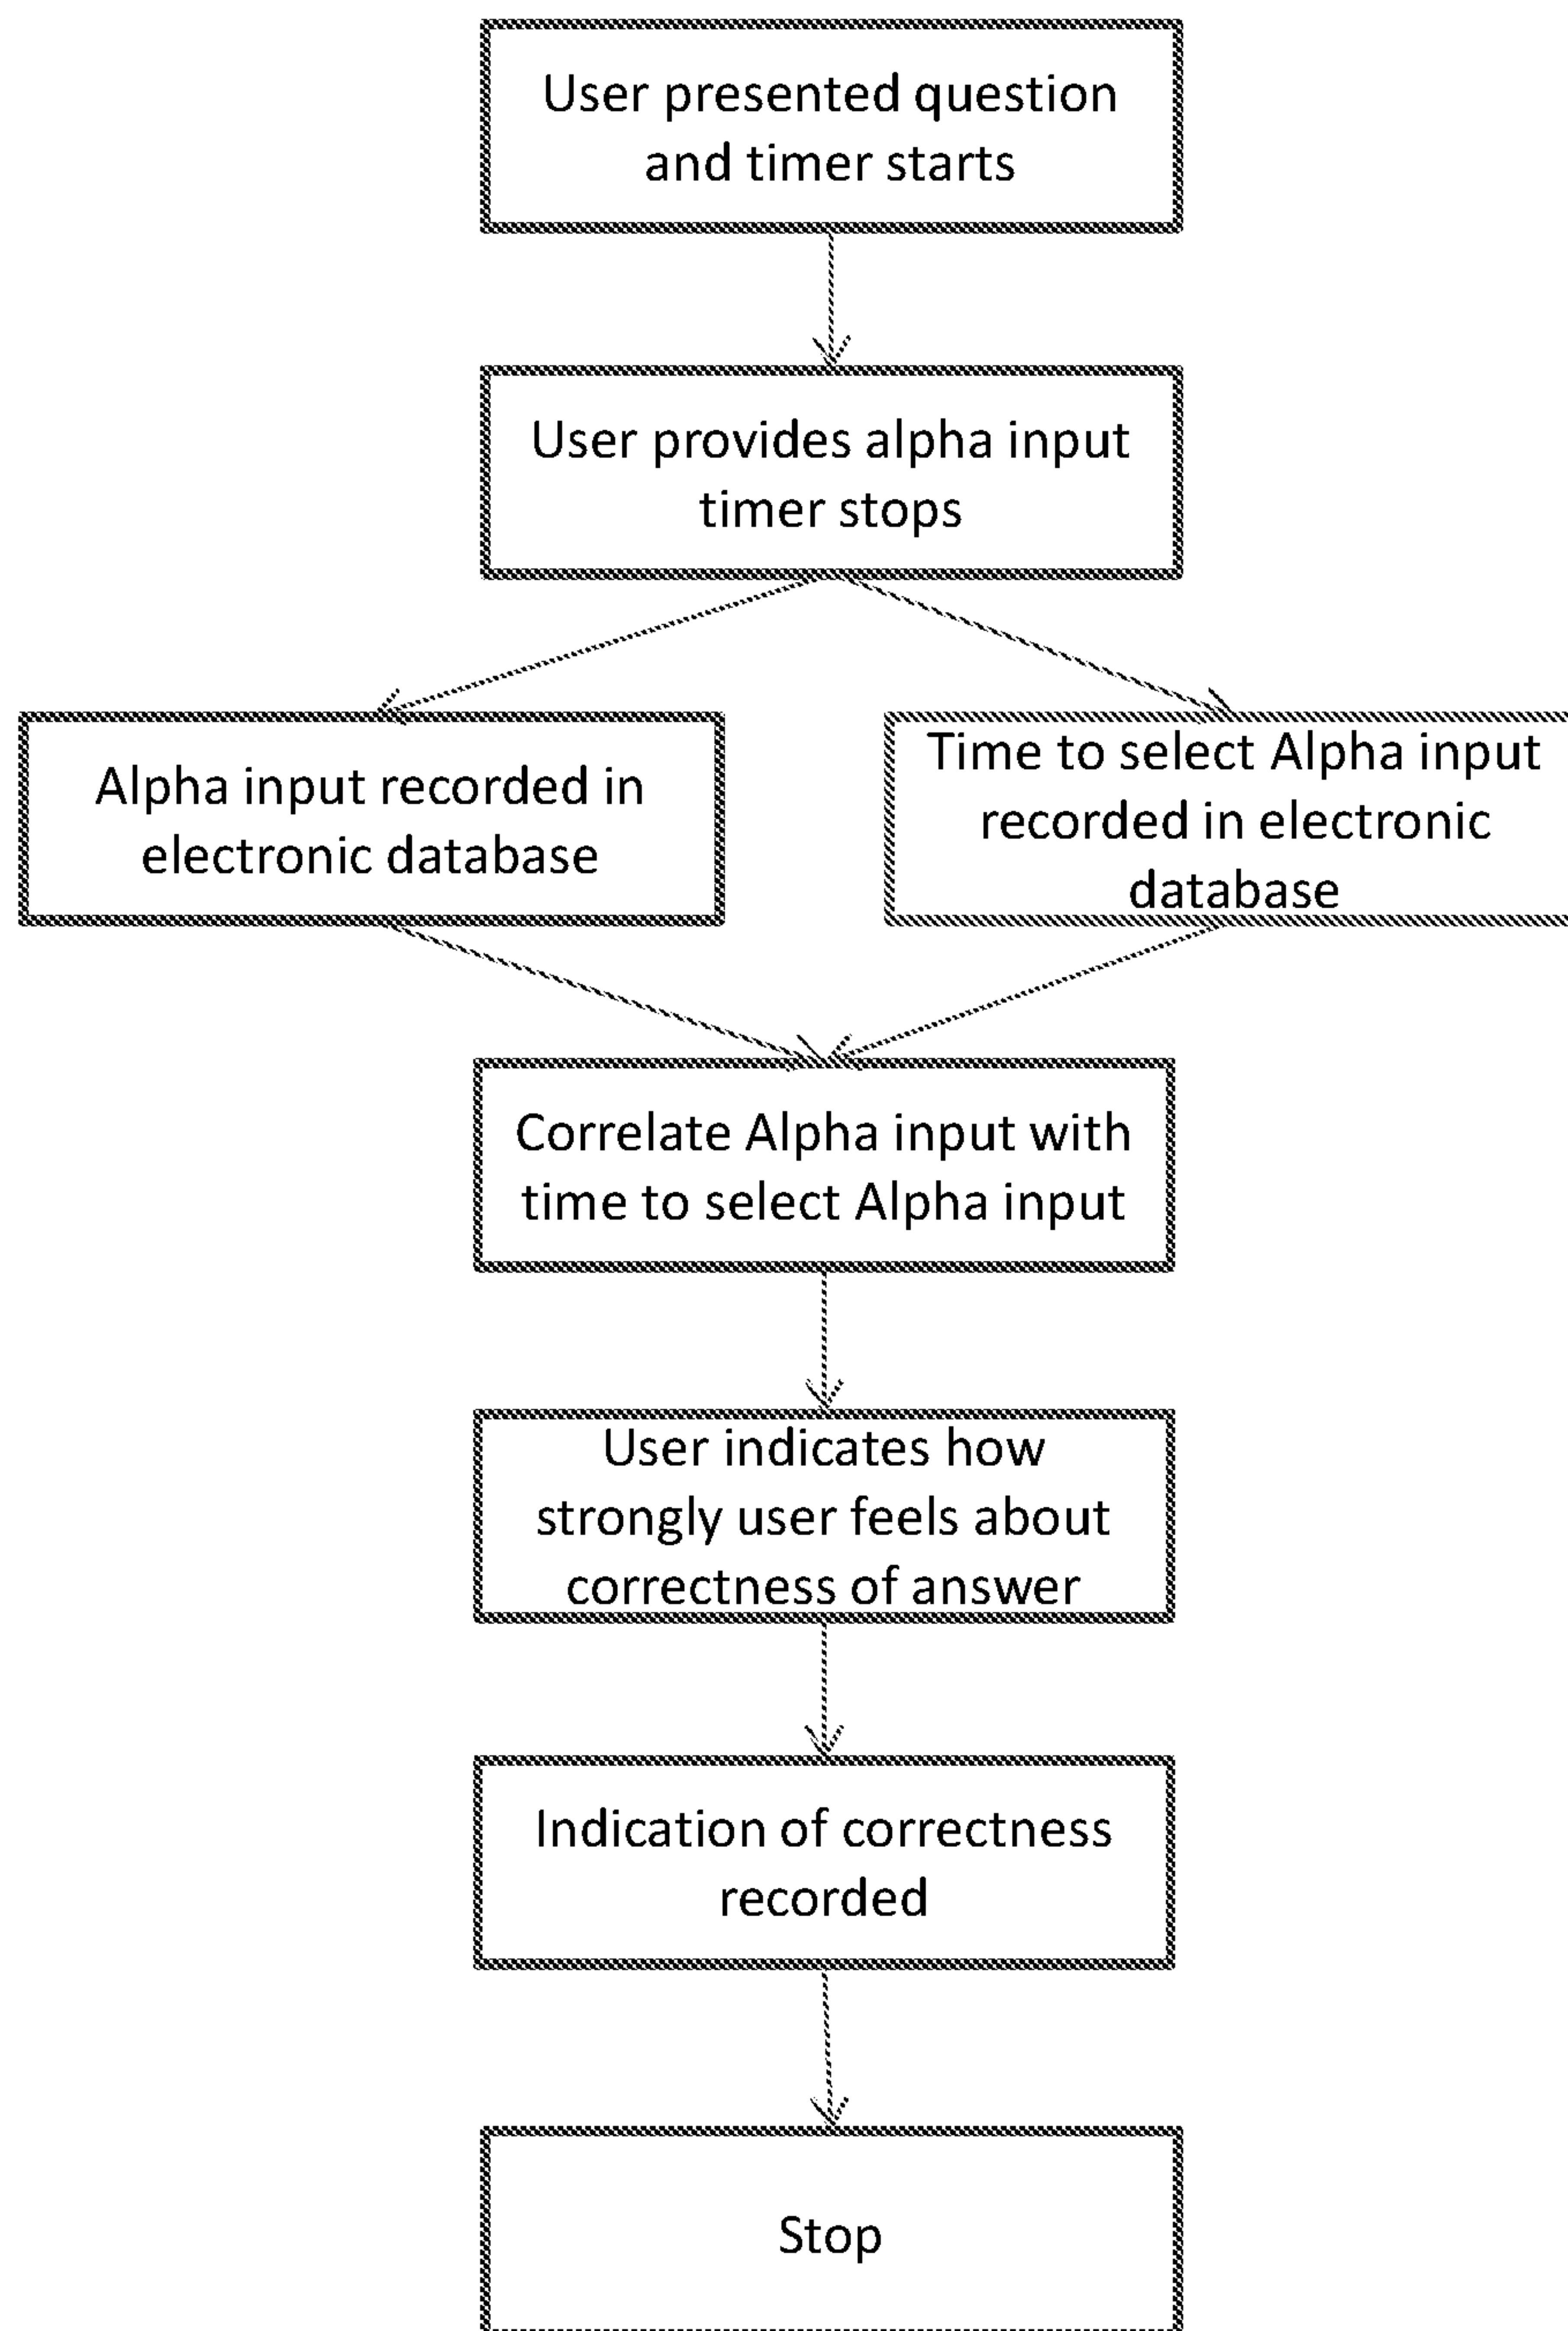 User presented question
and timer starts
User provides alpha input
timer stops
Alpha input recorded in
electronic database
Time to select Alpha input
recorded in electronic
database
Correlate Alpha input with
time to select Alpha input
User indicates how
strongly user feels about
correctness of answer
Indication of correctness
recorded
Stop